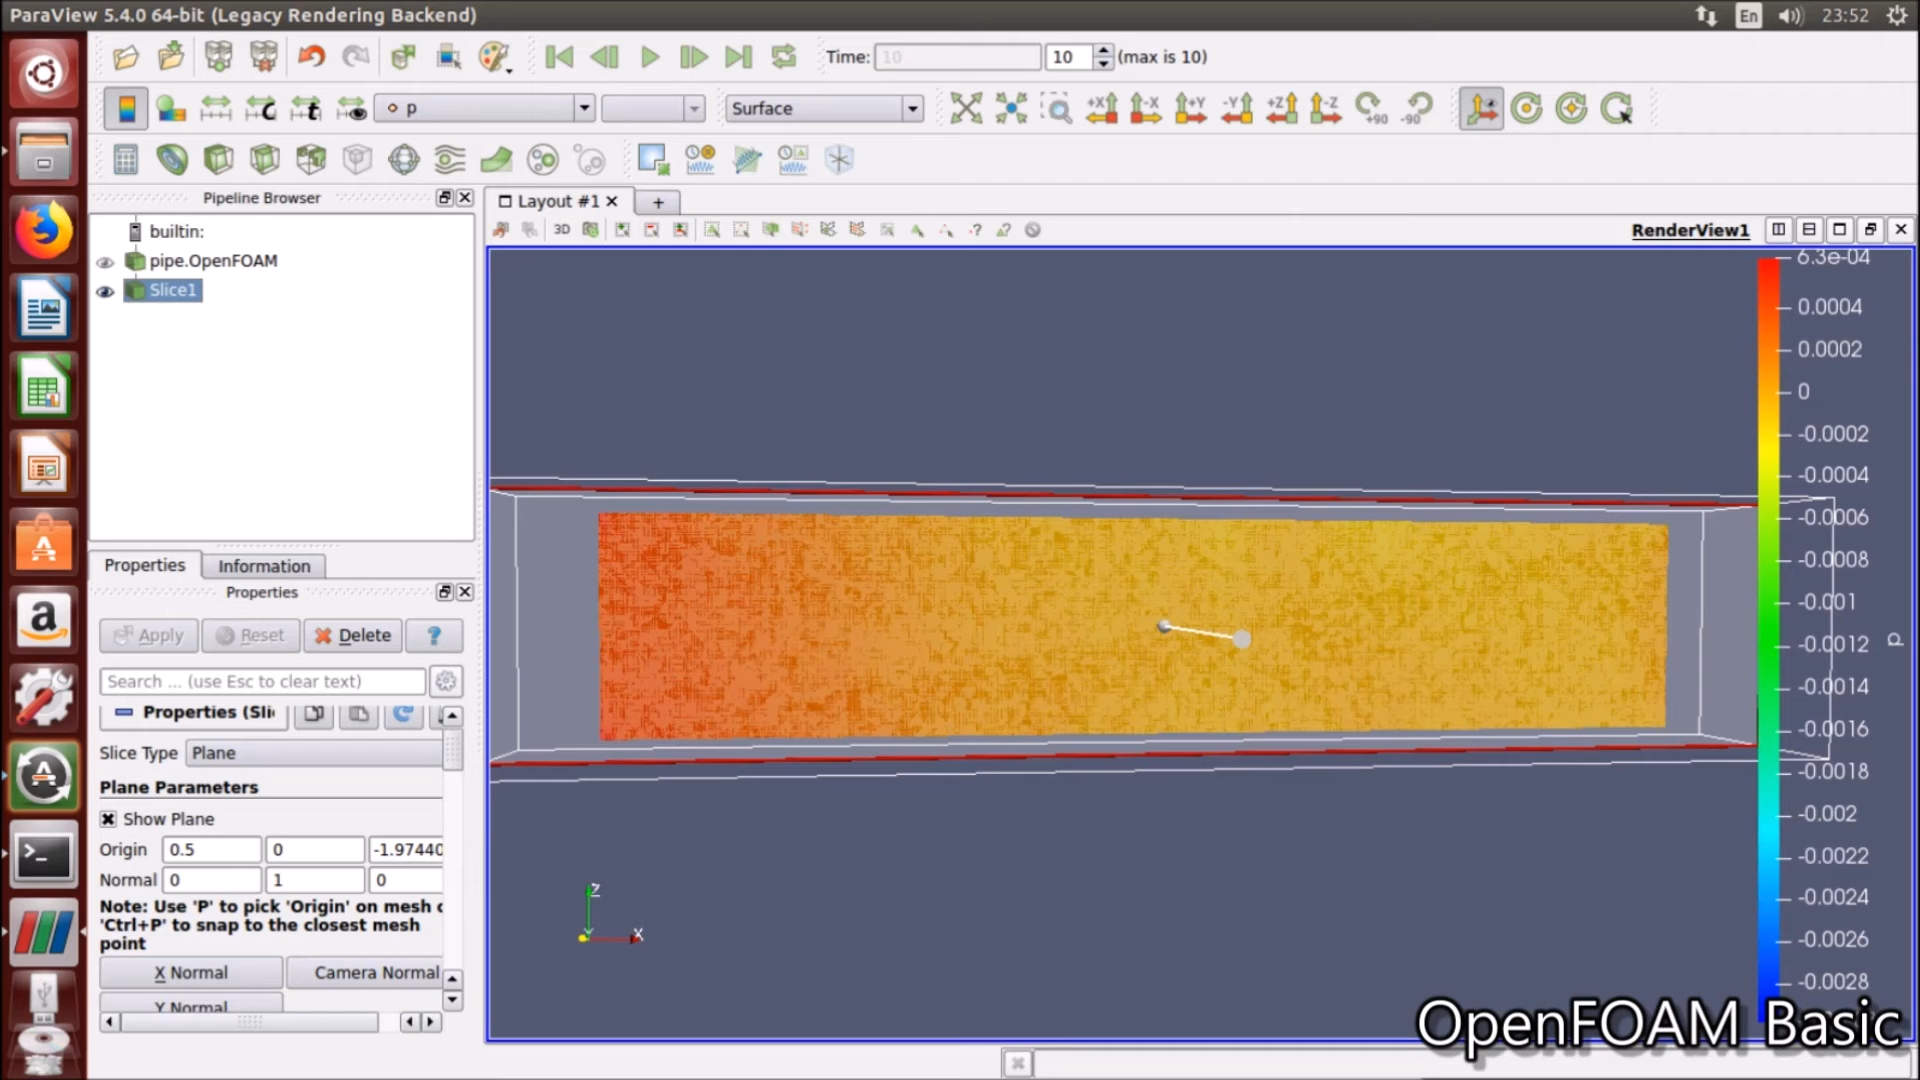 ParaView 5.4.0 64-bit (Legacy Rendering Backend)
En
23:52
Time:
10
10
(max is 10)
p
Surface
+X
-X
+Y
-Y
+Z
-Z
+90
-90
Pipeline Browser
builtin:
pipe.OpenFOAM
Slice1
Layout #1
+
3D
RenderView1
Properties
Information
Properties
Apply
Reset
Delete
?
Search ... (use Esc to clear text)
Properties (Sli
Slice Type
Plane
Plane Parameters
Show Plane
Origin
0.5
0
-1.97440
Normal
0
1
0
Note: Use 'P' to pick 'Origin' on mesh
'Ctrl+P' to snap to the closest mesh
point
X Normal
Camera Normal
Y Normal
6.3e-04
0.0004
0.0002
0
-0.0002
-0.0004
-0.0006
-0.0008
-0.001
-0.0012
-0.0014
-0.0016
-0.0018
-0.002
-0.0022
-0.0024
-0.0026
-0.0028
p
Z
Y
X
OpenFOAM Basic